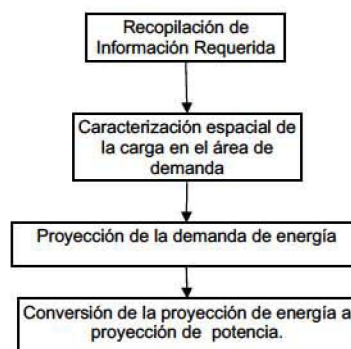 Recopilación de
Información Requerida
Caracterización espacial de
la carga en el área de
demanda
Proyección de la demanda de energía
Conversión de la proyección de energía a
proyección de potencia.